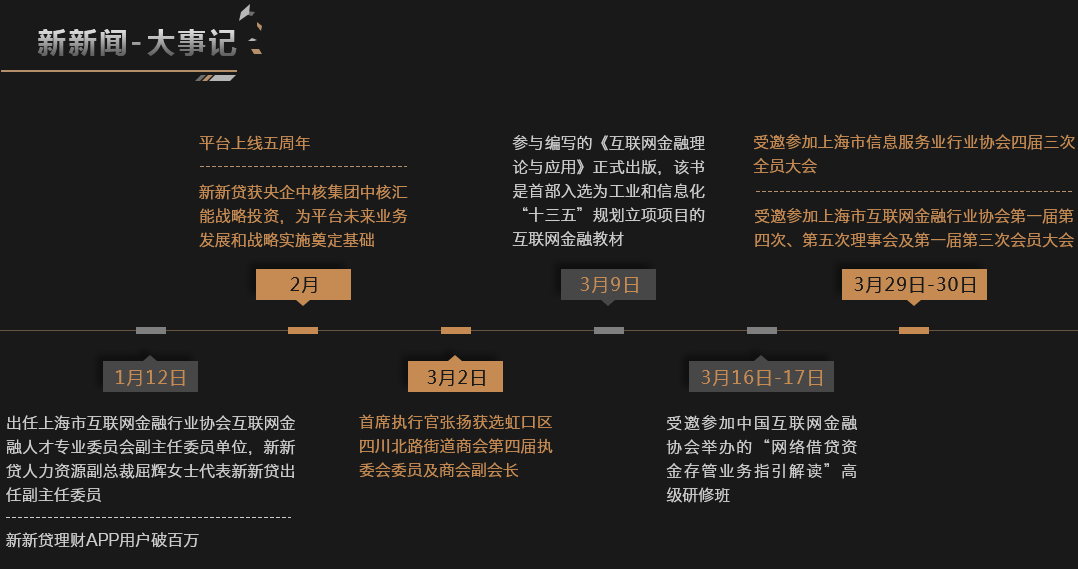 新新闻-大事记
平台上线五周年
新新贷获央企中核集团中核汇
能战略投资，为平台未来业务
发展和战略实施奠定基础
2月
参与编写的《互联网金融理
论与应用》正式出版，该书
是首部入选为工业和信息化
“十三五”规划立项项目的
互联网金融教材
3月9日
受邀参加上海市信息服务业行业协会四届三次
全员大会
受邀参加上海市互联网金融行业协会第一届第
四次、第五次理事会及第一届第三次会员大会
3月29日-30日
1月12日
出任上海市互联网金融行业协会互联网金
融人才专业委员会副主任委员单位，新新
贷人力资源副总裁屈辉女士代表新新贷出
任副主任委员
新新贷理财APP用户破百万
3月2日
首席执行官张扬获选虹口区
四川北路街道商会第四届执
委会委员及商会副会长
3月16日-17日
受邀参加中国互联网金融
协会举办的“网络借贷资
金存管业务指引解读”高
级研修班